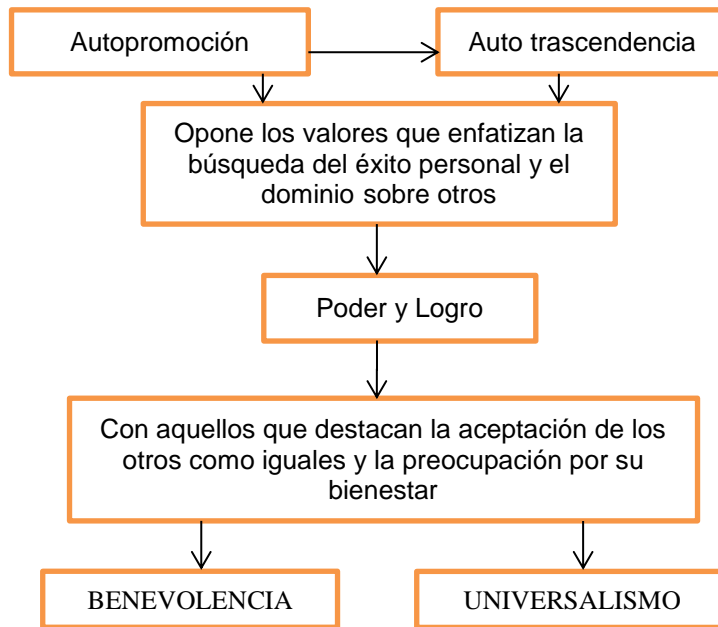 Autopromoción
Auto trascendencia
Opone los valores que enfatizan la
búsqueda del éxito personal y el
dominio sobre otros
Poder y Logro
Con aquellos que destacan la aceptación de los
otros como iguales y la preocupación por su
bienestar
BENEVOLENCIA
UNIVERSALISMO